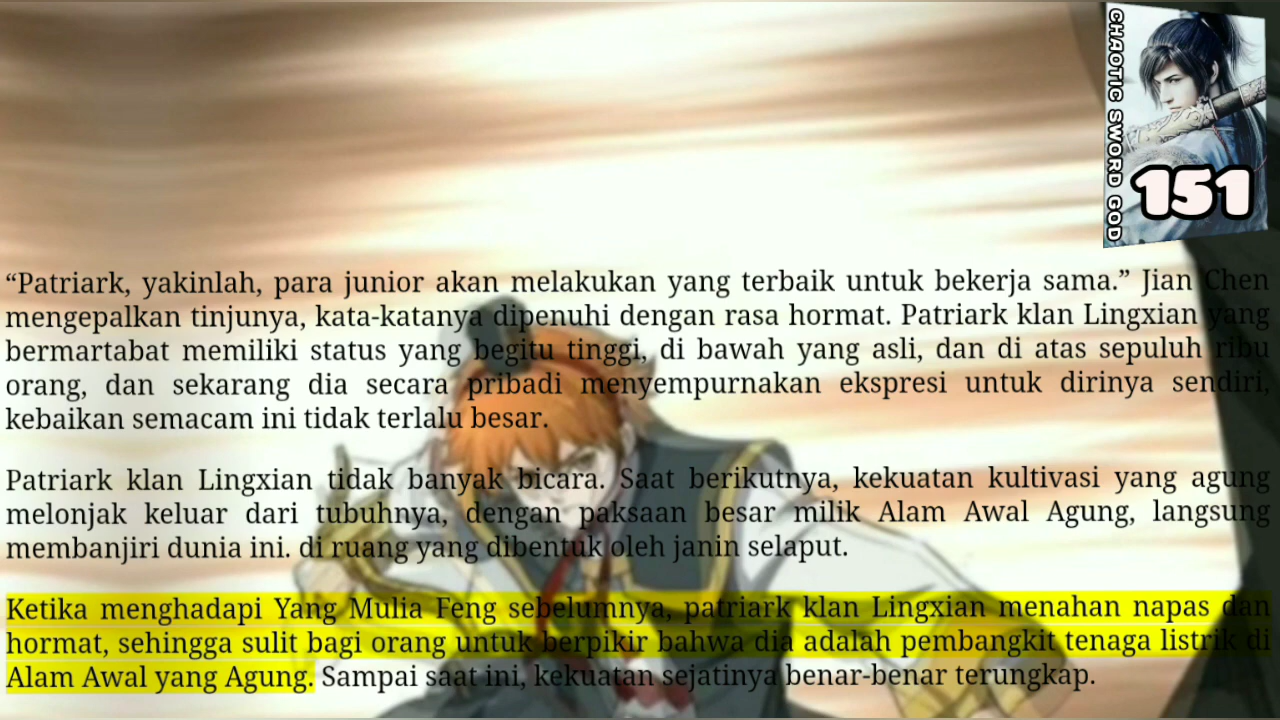 CHAOTIC SWORD GOD
151
“Patriark, yakinlah, para junior akan melakukan yang terbaik untuk bekerja sama.” Jian Chen
mengepalkan tinjunya, kata-katanya dipenuhi dengan rasa hormat. Patriark klan Lingxian yang
bermartabat memiliki status yang begitu tinggi, di bawah yang asli, dan di atas sepuluh ribu
orang, dan sekarang dia secara pribadi menyempurnakan ekspresi untuk dirinya sendiri,
kebaikan semacam ini tidak terlalu besar.
Patriark klan Lingxian tidak banyak bicara. Saat berikutnya, kekuatan kultivasi yang agung
melonjak keluar dari tubuhnya, dengan paksaan besar milik Alam Awal Agung, langsung
membanjiri dunia ini. di ruang yang dibentuk oleh janin selaput.
Ketika menghadapi Yang Mulia Feng sebelumnya, patriark klan Lingxian menahan napas dan
hormat, sehingga sulit bagi orang untuk berpikir bahwa dia adalah pembangkit tenaga listrik di
Alam Awal yang Agung. Sampai saat ini, kekuatan sejatinya benar-benar terungkap.